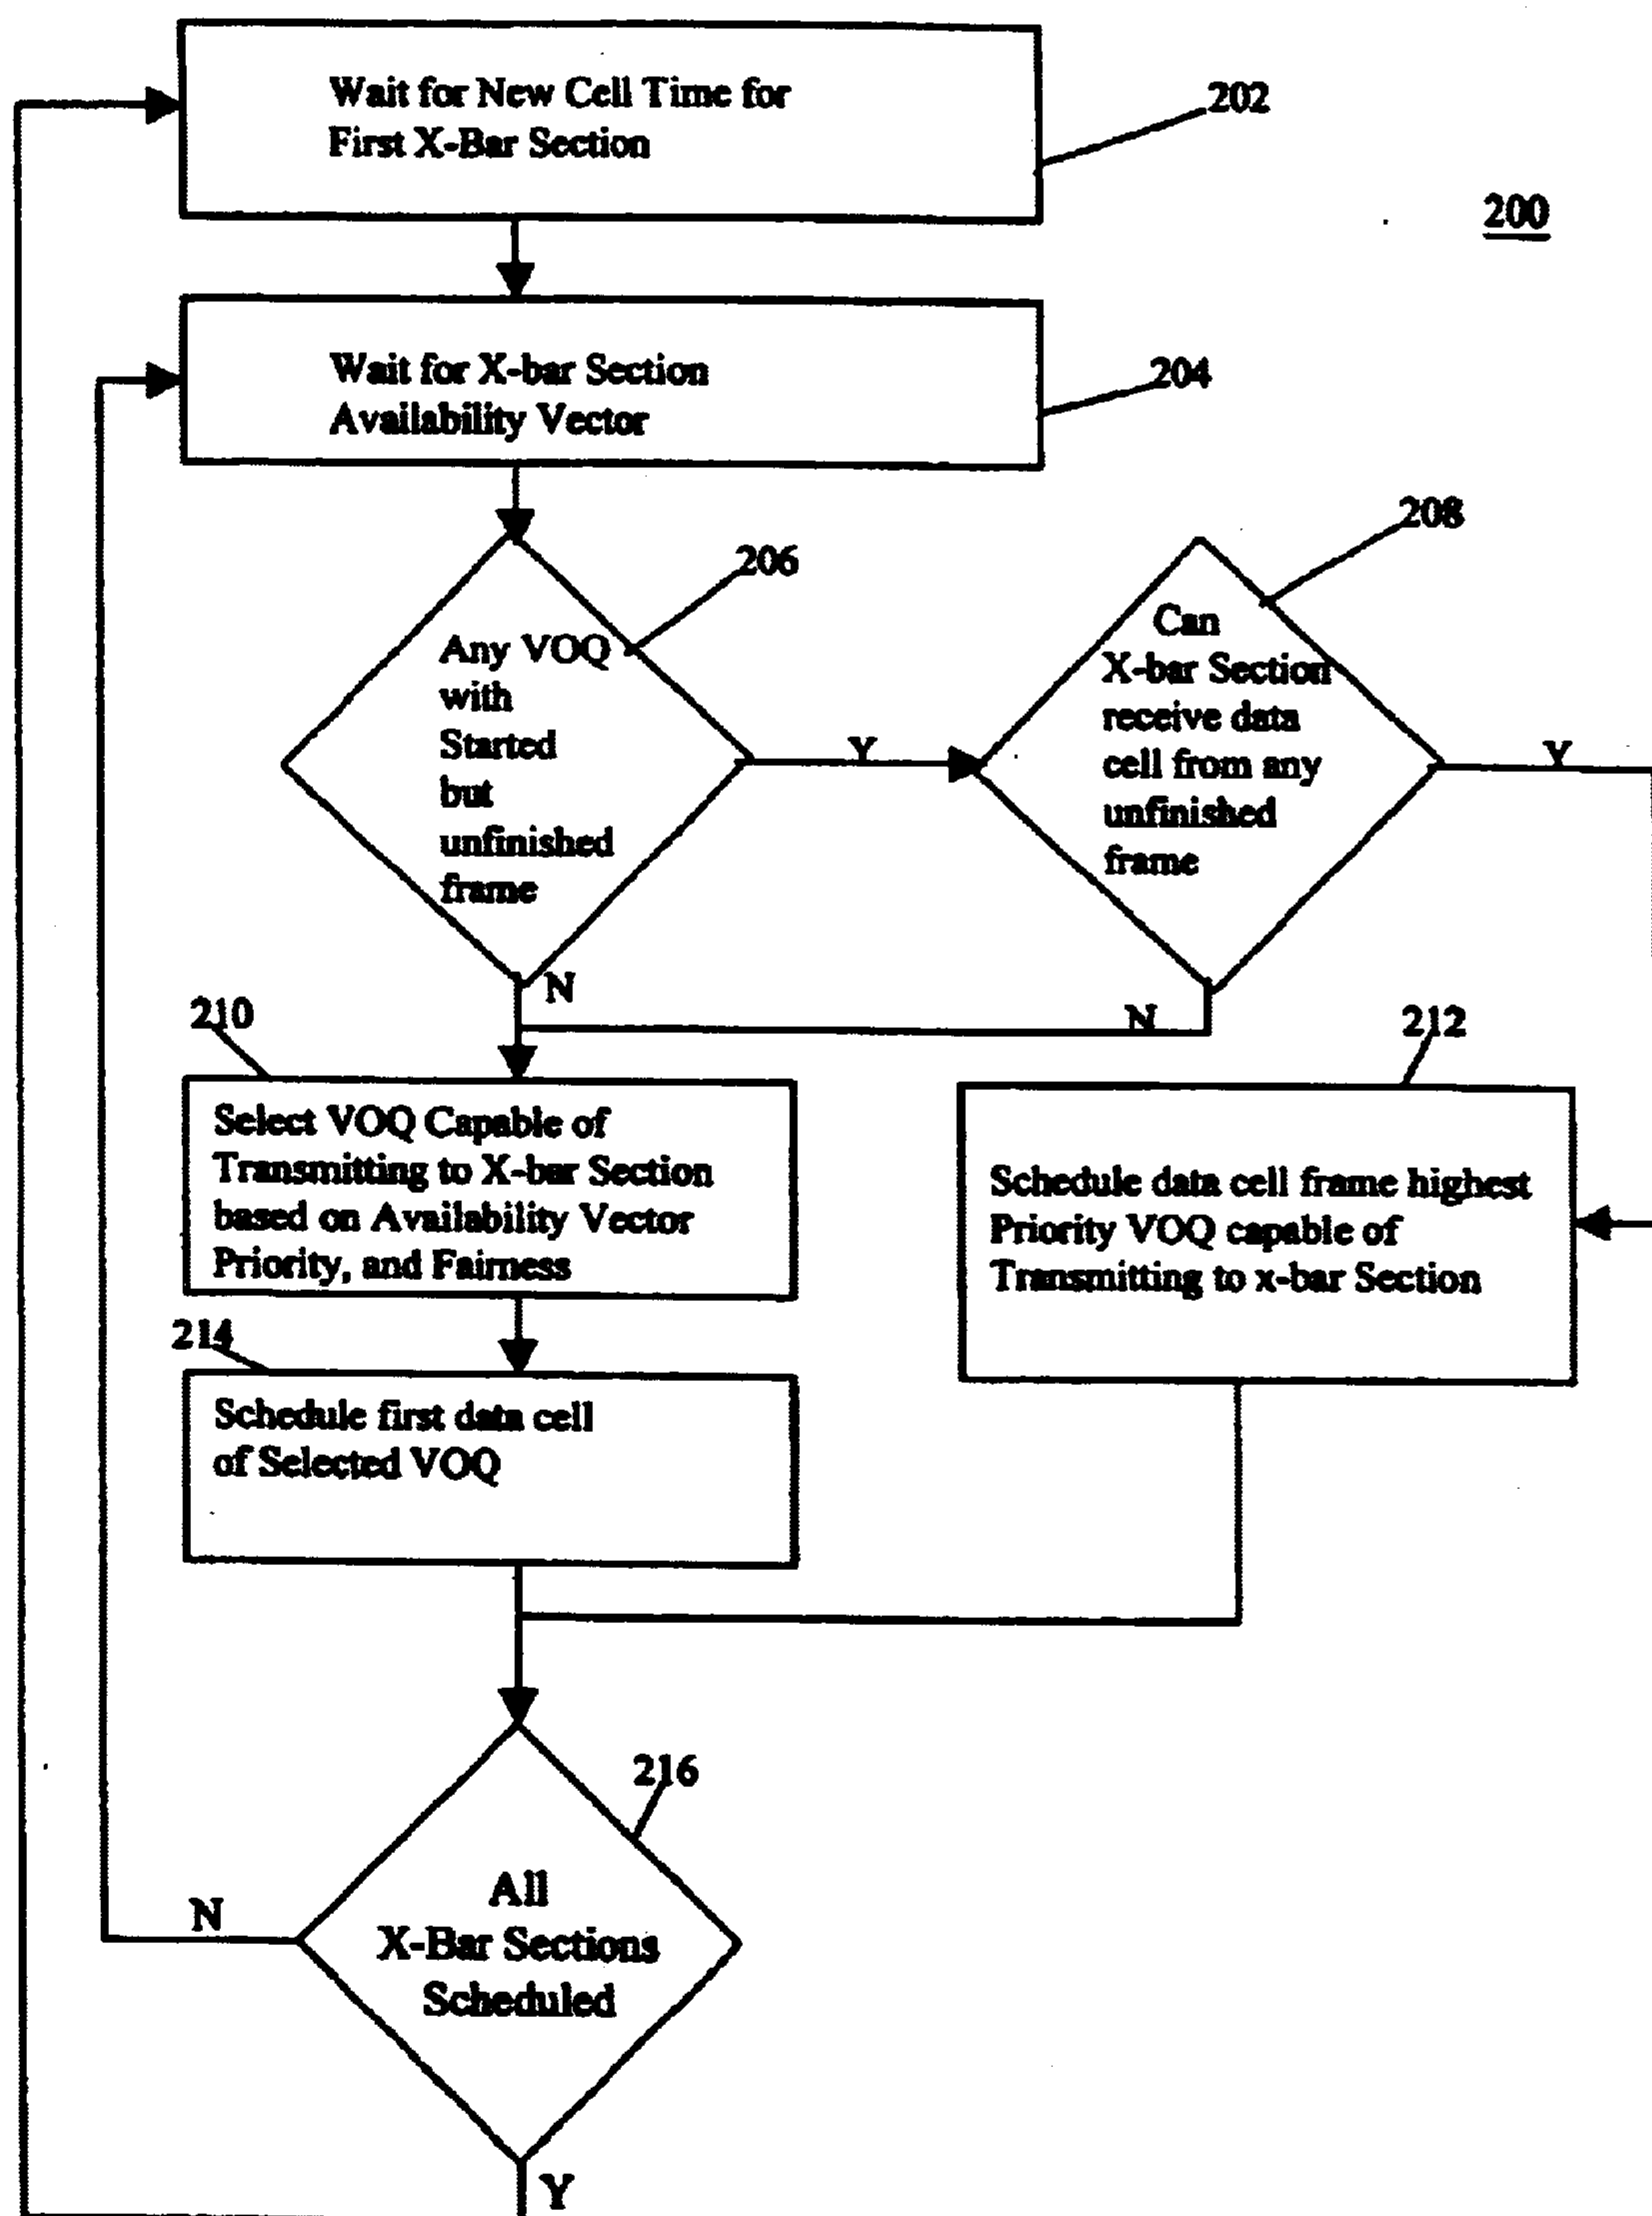 Wait for New Cell Time for
First X-Bar Section
202
200
Wait for X-bar Section
Availability Vector
204
206
Any VOQ
with
Started
but
unfinished
frame
Y
N
208
Can
X-bar Section
receive data
cell from any
unfinished
frame
Y
N
210
Select VOQ Capable of
Transmitting to X-bar Section
based on Availability Vector
Priority, and Fairness
212
Schedule data cell frame highest
Priority VOQ capable of
Transmitting to x-bar Section
214
Schedule first data cell
of Selected VOQ
216
All
X-Bar Sections
Scheduled
N
Y